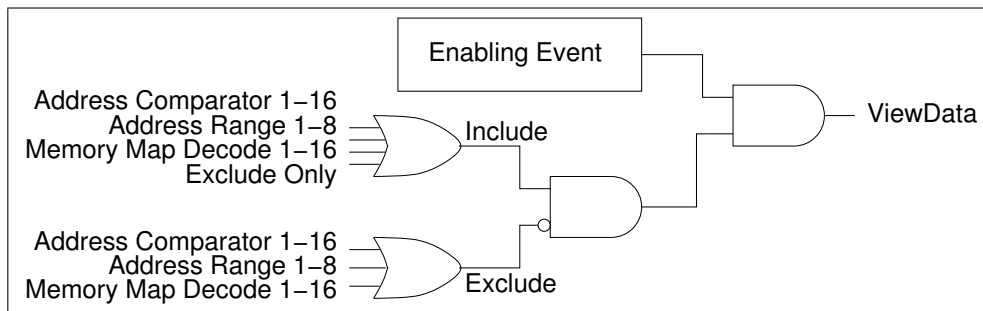 Enabling Event
ViewData
Address Comparator 1−16
Address Range 1−8
Memory Map Decode 1−16
Exclude Only
Include
Address Comparator 1−16
Address Range 1−8
Memory Map Decode 1−16
Exclude